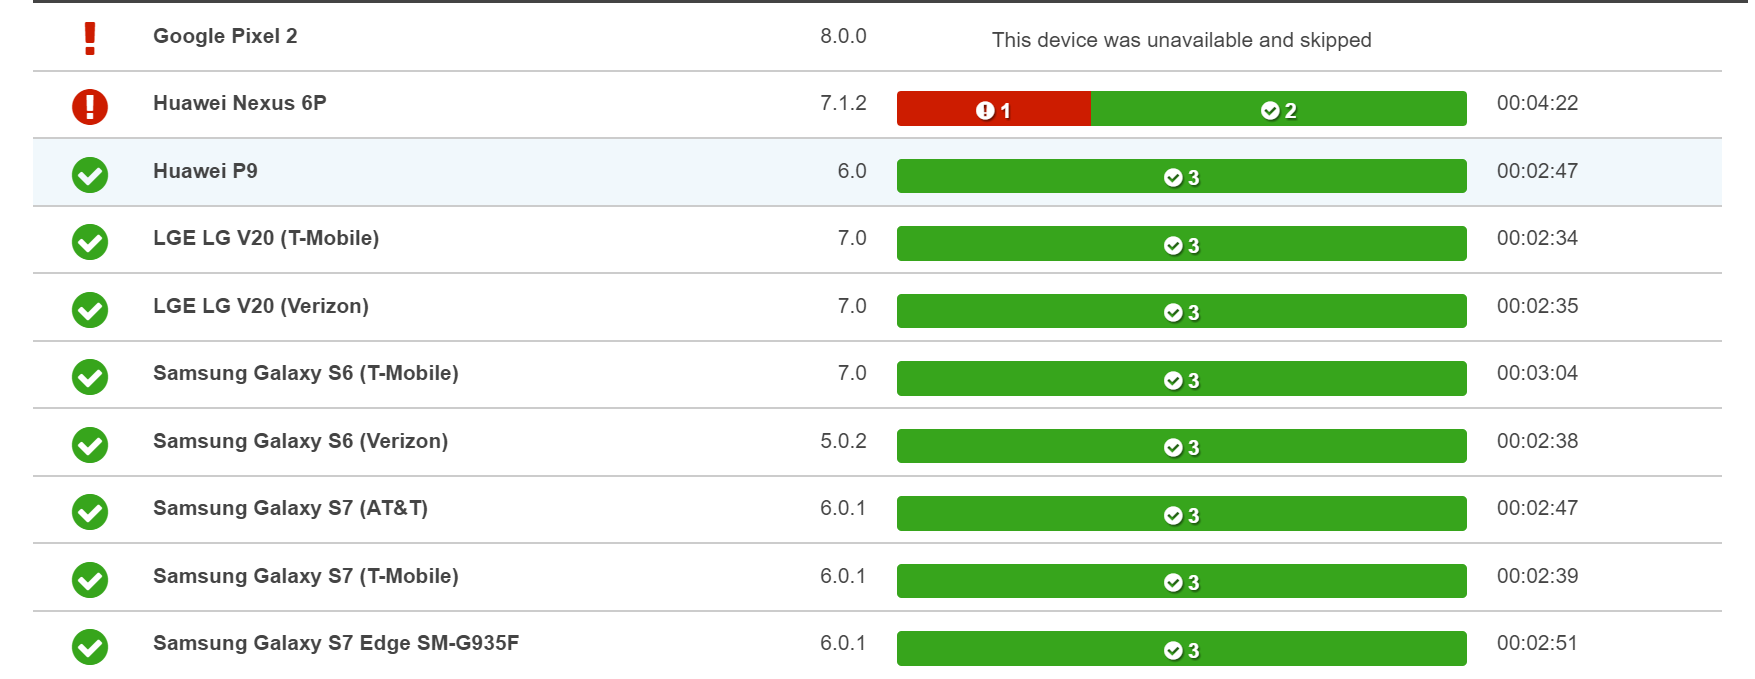 Google Pixel 2 8.0.0 This device was unavailable and skipped
Huawei Nexus 6P 7.1.2 1 2 00:04:22
Huawei P9 6.0 3 00:02:47
LGE LG V20 (T-Mobile) 7.0 3 00:02:34
LGE LG V20 (Verizon) 7.0 3 00:02:35
Samsung Galaxy S6 (T-Mobile) 7.0 3 00:03:04
Samsung Galaxy S6 (Verizon) 5.0.2 3 00:02:38
Samsung Galaxy S7 (AT&T) 6.0.1 3 00:02:47
Samsung Galaxy S7 (T-Mobile) 6.0.1 3 00:02:39
Samsung Galaxy S7 Edge SM-G935F 6.0.1 3 00:02:51